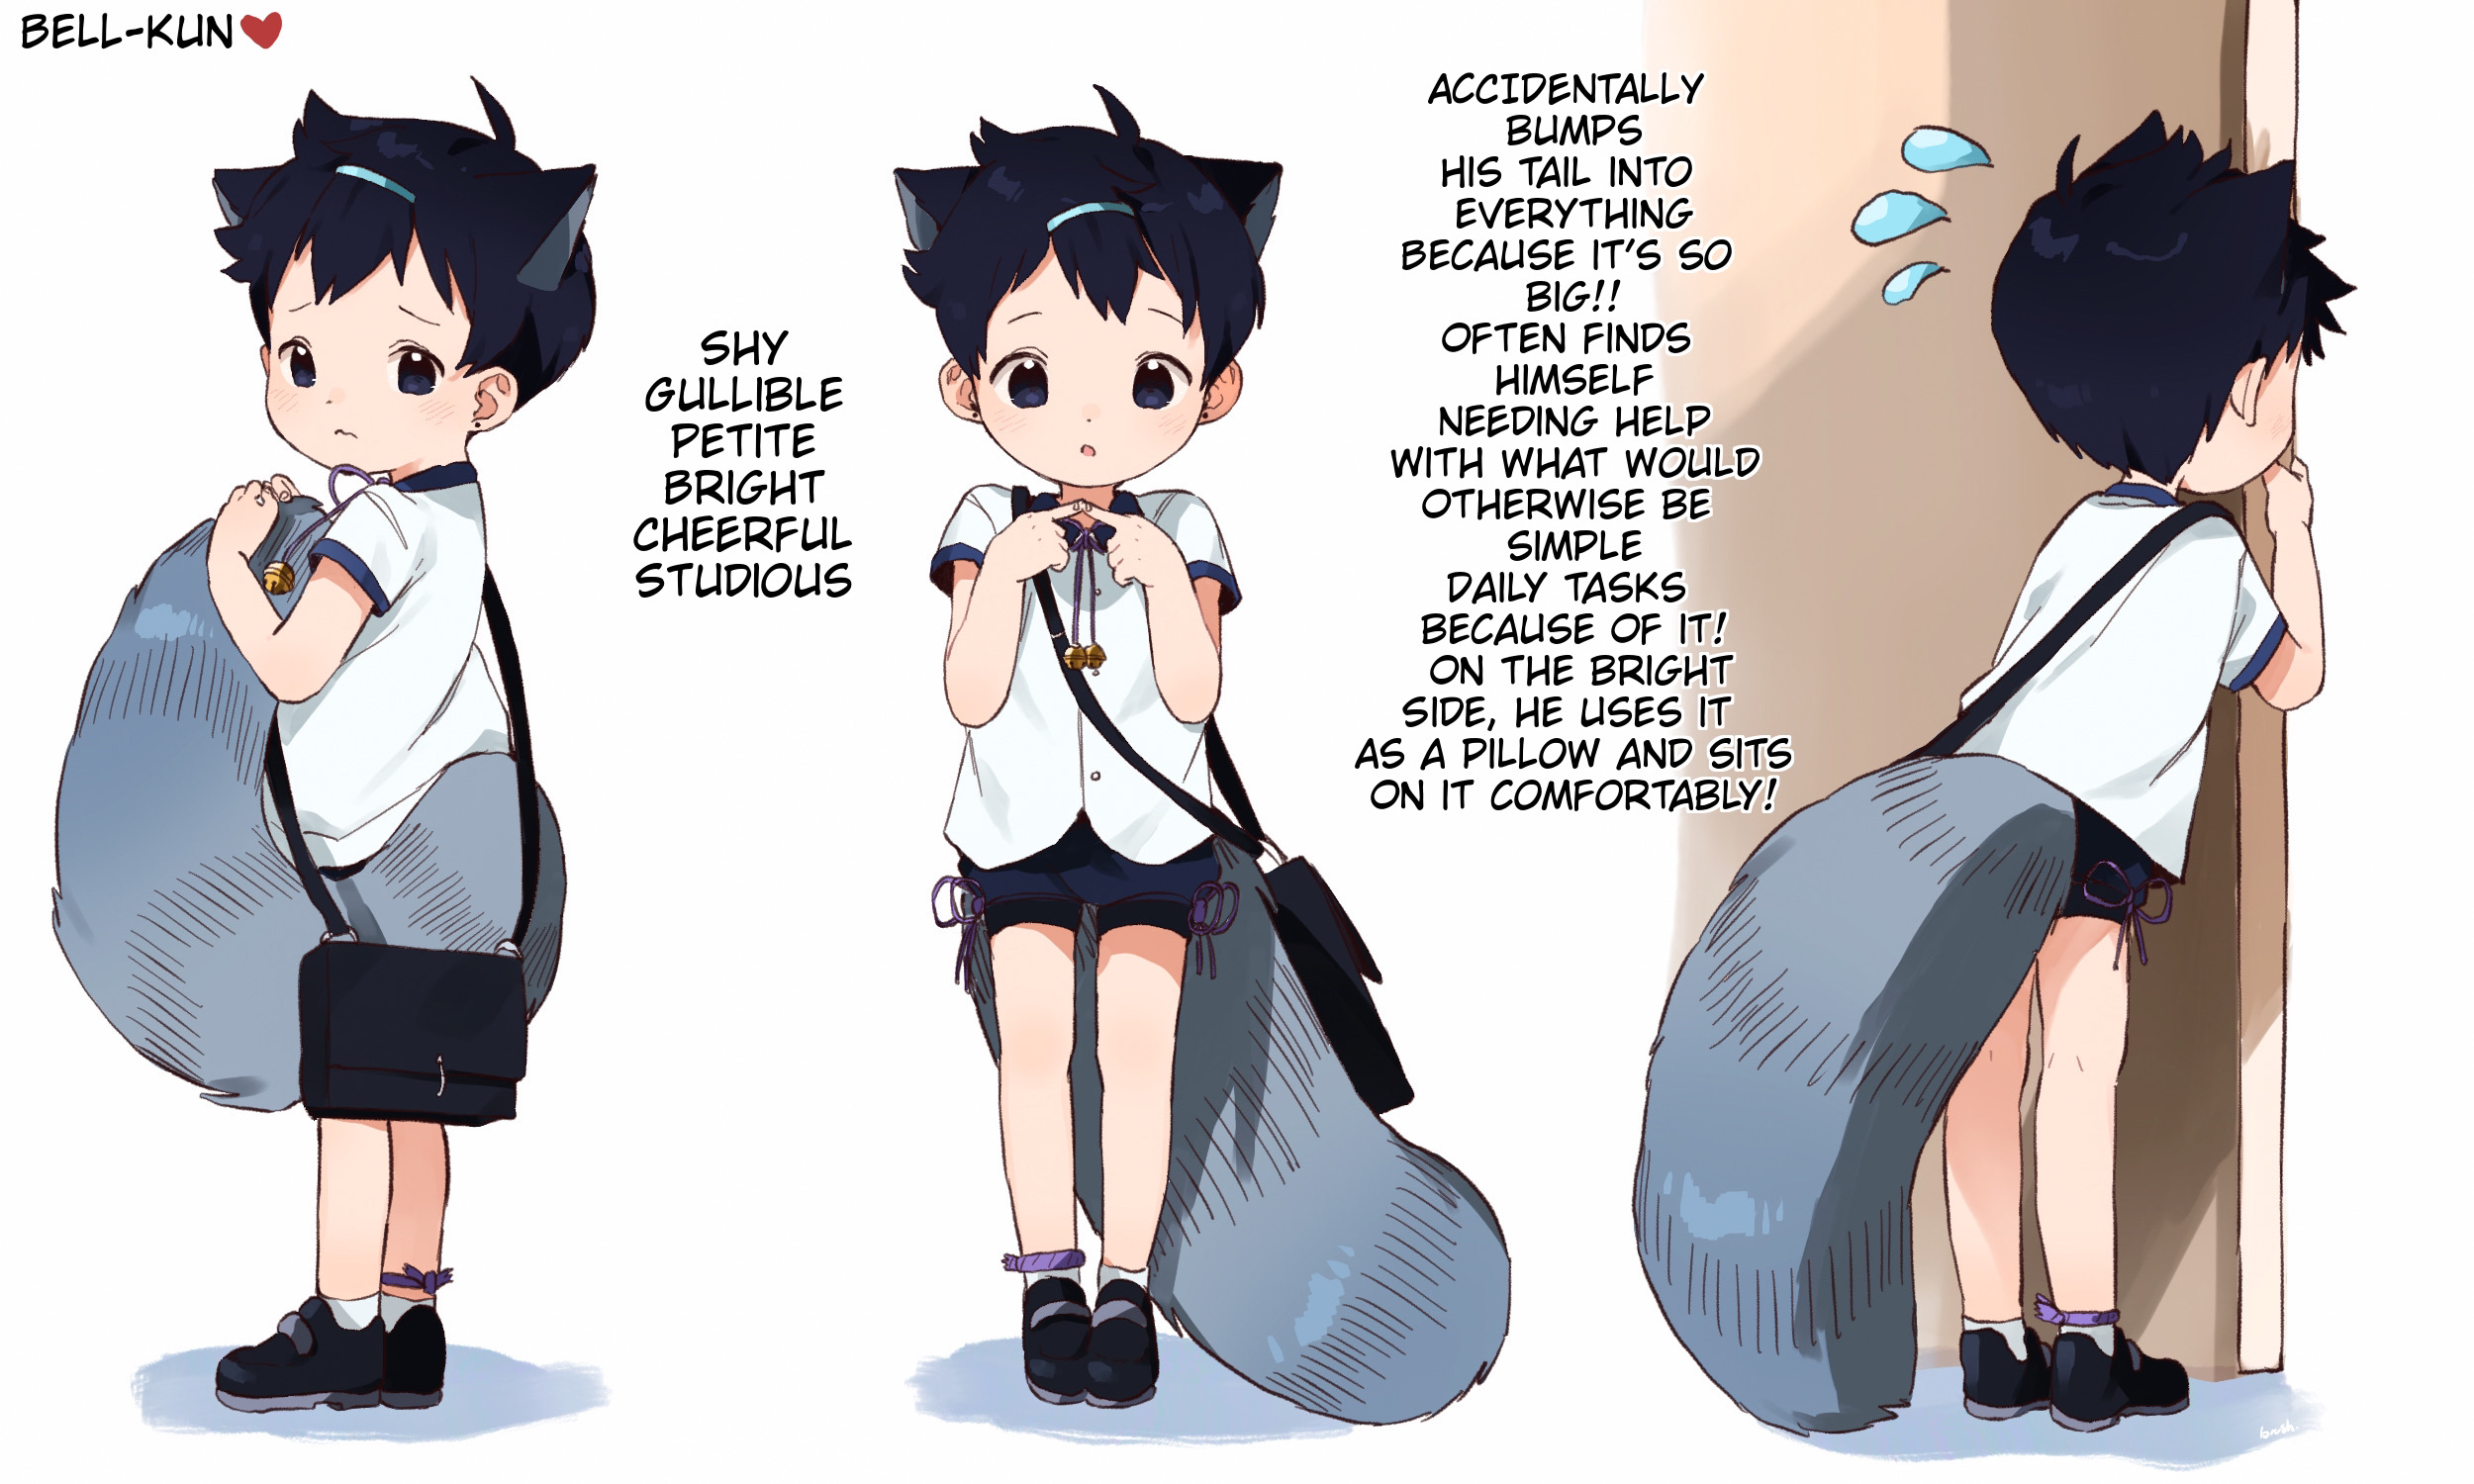 BELL-KUN
SHY
GULLIBLE
PETITE
BRIGHT
CHEERFUL
STUDIOUS
ACCIDENTALLY
BUMPS
HIS TAIL INTO
EVERYTHING
BECAUSE IT'S SO
BIG!!
OFTEN FINDS
HIMSELF
NEEDING HELP
WITH WHAT WOULD
OTHERWISE BE
SIMPLE
DAILY TASKS
BECAUSE OF IT!
ON THE BRIGHT
SIDE, HE USES IT
AS A PILLOW AND SITS
ON IT COMFORTABLY!